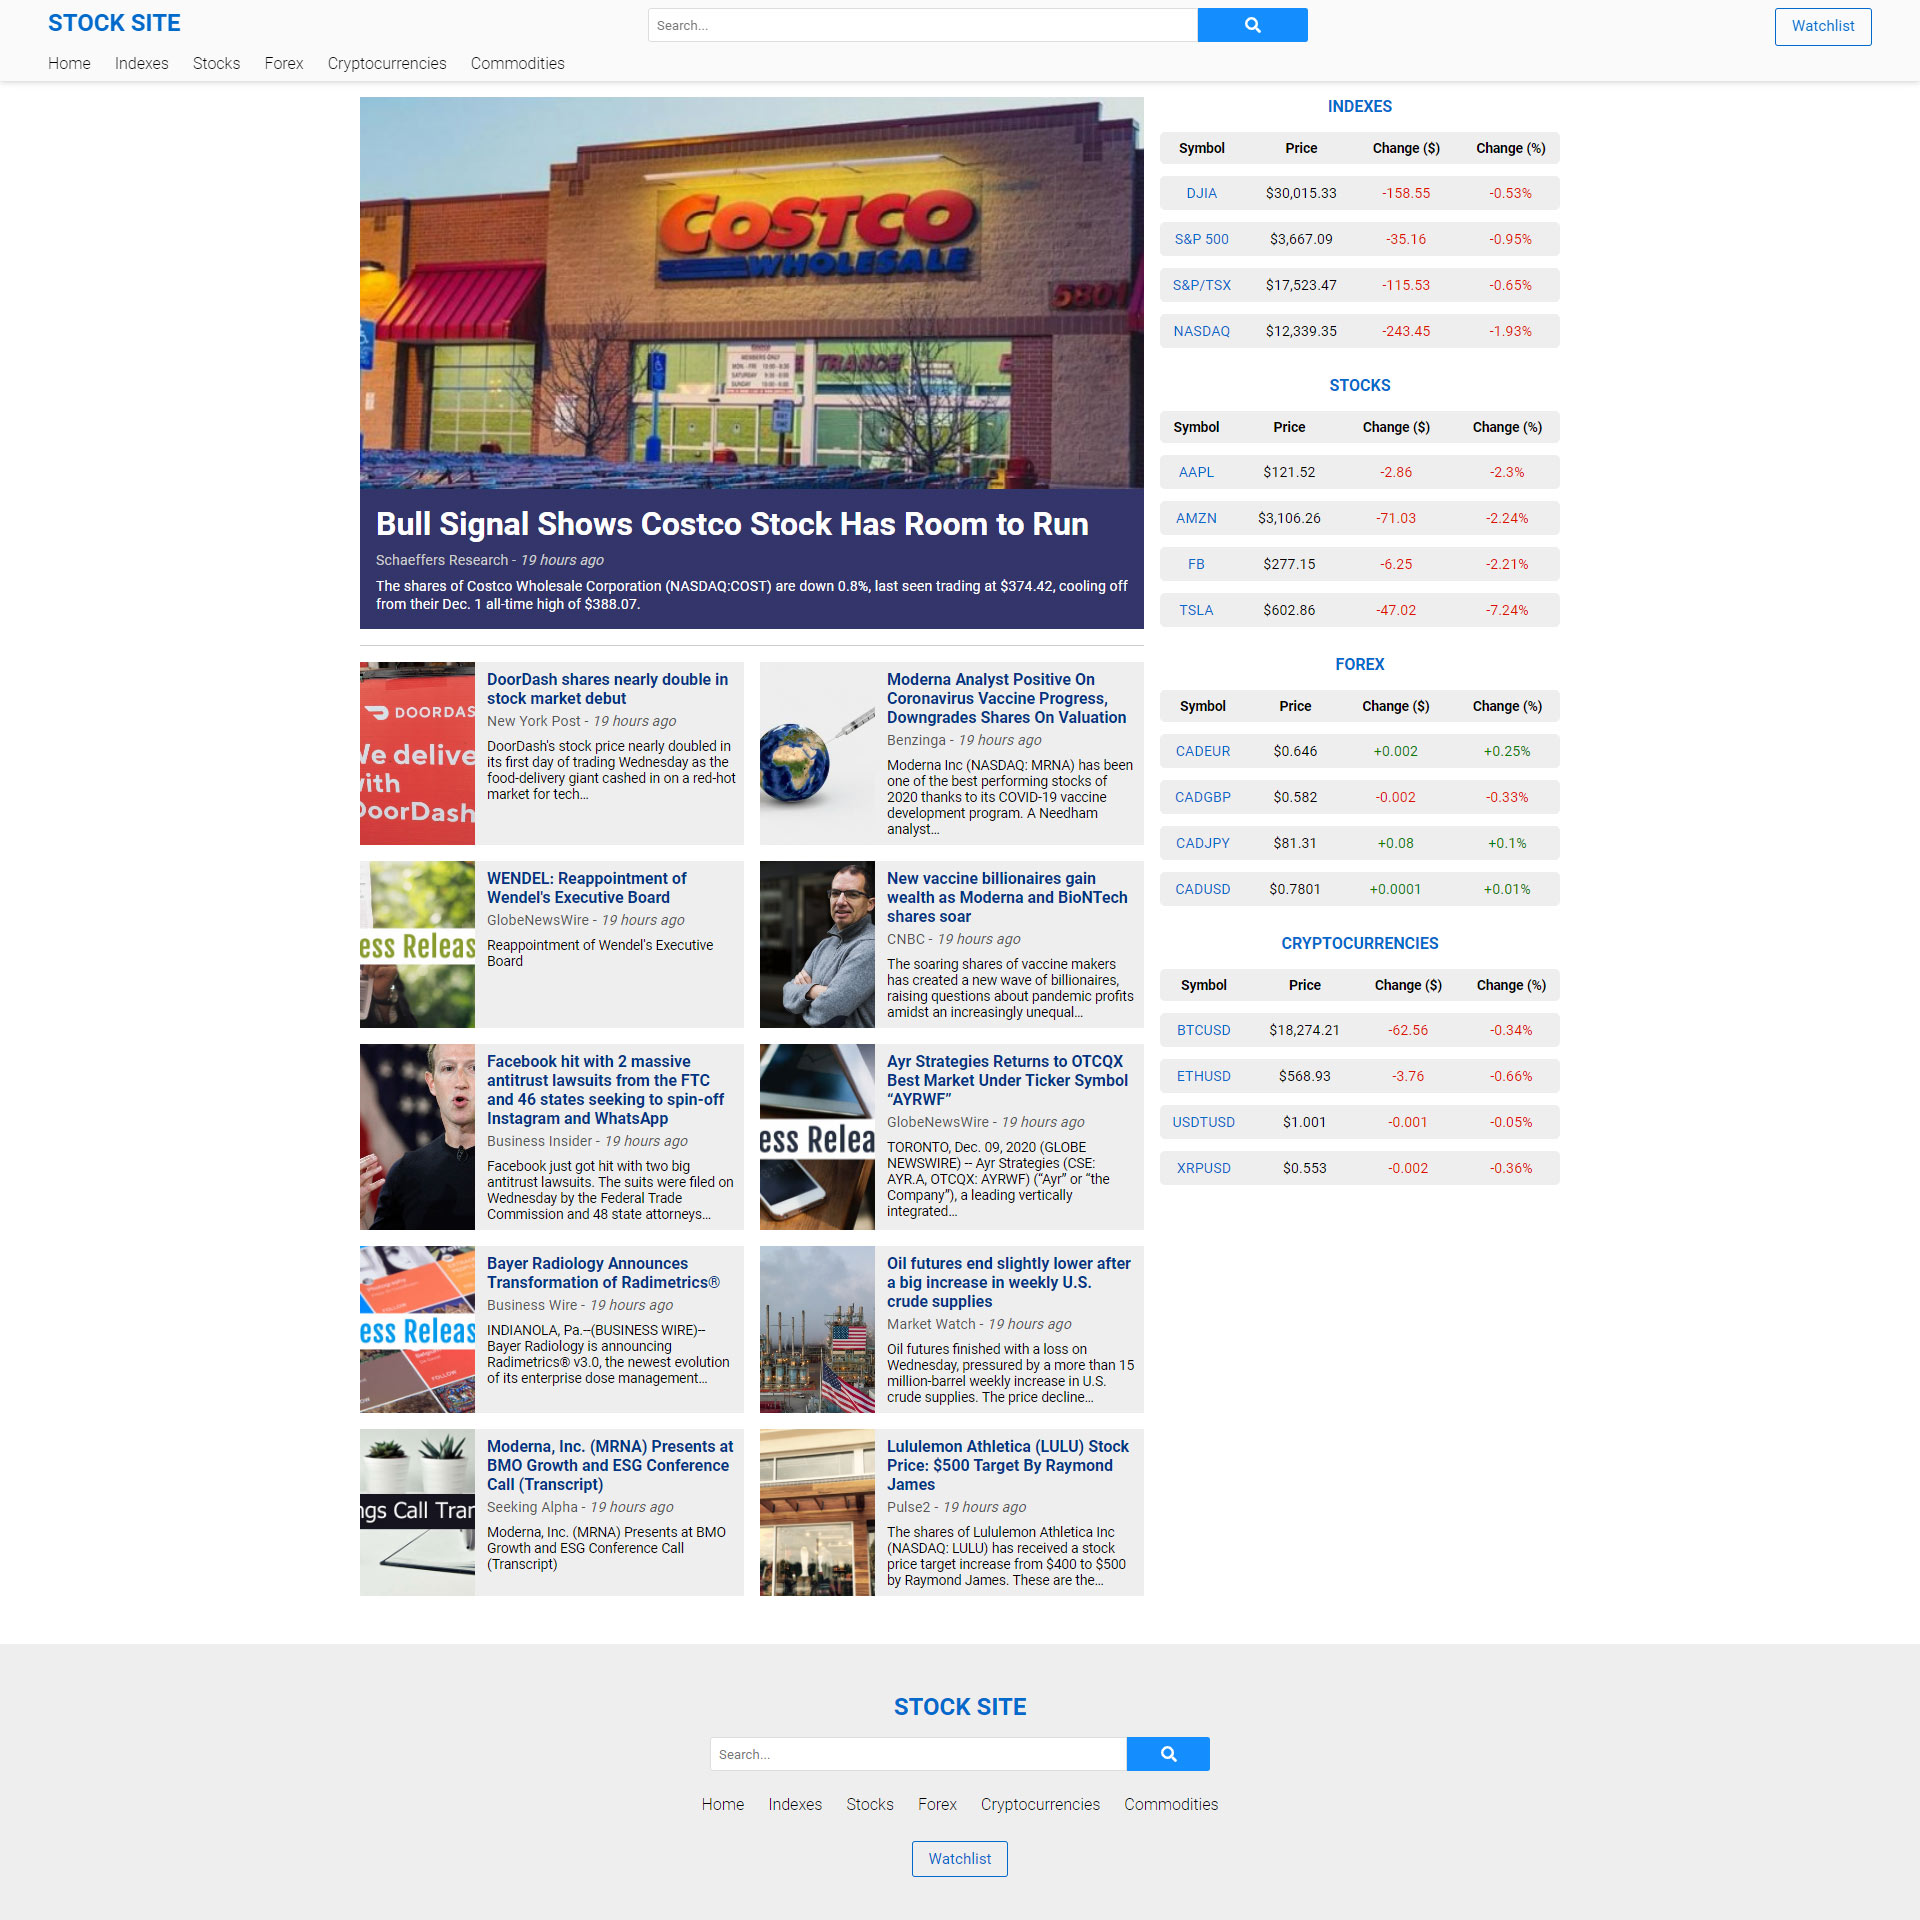 STOCK SITE
Search...
Watchlist
Home Indexes Stocks Forex Cryptocurrencies Commodities
COSTCO
WHOLESALE
5801
MEMBERS ONLY
ENTRANCE
Bull Signal Shows Costco Stock Has Room to Run
Schaeffers Research - 19 hours ago
The shares of Costco Wholesale Corporation (NASDAQ:COST) are down 0.8%, last seen trading at $374.42, cooling off
from their Dec. 1 all-time high of $388.07.
DOORDAS
We delive
with
DoorDash
DoorDash shares nearly double in
stock market debut
New York Post - 19 hours ago
DoorDash's stock price nearly doubled in
its first day of trading Wednesday as the
food-delivery giant cashed in on a red-hot
market for tech...
Moderna Analyst Positive On
Coronavirus Vaccine Progress,
Downgrades Shares On Valuation
Benzinga - 19 hours ago
Moderna Inc (NASDAQ: MRNA) has been
one of the best performing stocks of
2020 thanks to its COVID-19 vaccine
development program. A Needham
analyst...
ess Releas
WENDEL: Reappointment of
Wendel's Executive Board
GlobeNewsWire - 19 hours ago
Reappointment of Wendel's Executive
Board
New vaccine billionaires gain
wealth as Moderna and BioNTech
shares soar
CNBC - 19 hours ago
The soaring shares of vaccine makers
has created a new wave of billionaires,
raising questions about pandemic profits
amidst an increasingly unequal...
Facebook hit with 2 massive
antitrust lawsuits from the FTC
and 46 states seeking to spin-off
Instagram and WhatsApp
Business Insider - 19 hours ago
Facebook just got hit with two big
antitrust lawsuits. The suits were filed on
Wednesday by the Federal Trade
Commission and 48 state attorneys...
ess Relea
Ayr Strategies Returns to OTCQX
Best Market Under Ticker Symbol
“AYRWF”
GlobeNewsWire - 19 hours ago
TORONTO, Dec. 09, 2020 (GLOBE
NEWSWIRE) -- Ayr Strategies (CSE:
AYR.A, OTCQX: AYRWF) (“Ayr” or “the
Company”), a leading vertically
integrated...
FOLLOW
ess Releas
FOLLOW
Bayer Radiology Announces
Transformation of Radimetrics®
Business Wire - 19 hours ago
INDIANOLA, Pa.--(BUSINESS WIRE)--
Bayer Radiology is announcing
Radimetrics® v3.0, the newest evolution
of its enterprise dose management...
Oil futures end slightly lower after
a big increase in weekly U.S.
crude supplies
Market Watch - 19 hours ago
Oil futures finished with a loss on
Wednesday, pressured by a more than 15
million-barrel weekly increase in U.S.
crude supplies. The price decline...
ngs Call Tran
Moderna, Inc. (MRNA) Presents at
BMO Growth and ESG Conference
Call (Transcript)
Seeking Alpha - 19 hours ago
Moderna, Inc. (MRNA) Presents at BMO
Growth and ESG Conference Call
(Transcript)
Lululemon Athletica (LULU) Stock
Price: $500 Target By Raymond
James
Pulse2 - 19 hours ago
The shares of Lululemon Athletica Inc
(NASDAQ: LULU) has received a stock
price target increase from $400 to $500
by Raymond James. These are the...
INDEXES
Symbol Price Change ($) Change (%)
DJIA $30,015.33 -158.55 -0.53%
S&P 500 $3,667.09 -35.16 -0.95%
S&P/TSX $17,523.47 -115.53 -0.65%
NASDAQ $12,339.35 -243.45 -1.93%
STOCKS
Symbol Price Change ($) Change (%)
AAPL $121.52 -2.86 -2.3%
AMZN $3,106.26 -71.03 -2.24%
FB $277.15 -6.25 -2.21%
TSLA $602.86 -47.02 -7.24%
FOREX
Symbol Price Change ($) Change (%)
CADEUR $0.646 +0.002 +0.25%
CADGBP $0.582 -0.002 -0.33%
CADJPY $81.31 +0.08 +0.1%
CADUSD $0.7801 +0.0001 +0.01%
CRYPTOCURRENCIES
Symbol Price Change ($) Change (%)
BTCUSD $18,274.21 -62.56 -0.34%
ETHUSD $568.93 -3.76 -0.66%
USDTUSD $1.001 -0.001 -0.05%
XRPUSD $0.553 -0.002 -0.36%
STOCK SITE
Search...
Home Indexes Stocks Forex Cryptocurrencies Commodities
Watchlist